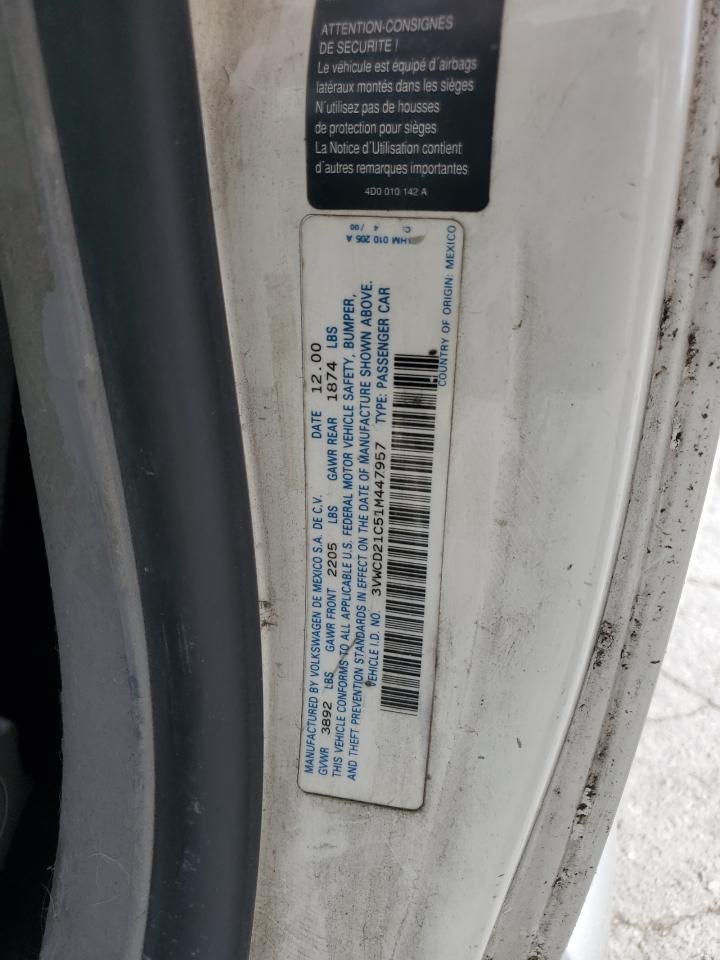 ATTENTION-CONSIGNES
DE SECURITE !
Le véhicule est équipé d'airbags
latéraux montés dans les sièges
N'utilisez pas de housses
de protection pour sièges
La Notice d'Utilisation contient
d'autres remarques importantes
4D0 010 142 A
1HM 010 205 A
C. 4 /00
MANUFACTURED BY VOLKSWAGEN DE MEXICO S.A. DE C.V. DATE 12.00
GVWR 3892 LBS GAWR FRONT 2205 LBS GAWR REAR 1874 LBS
THIS VEHICLE CONFORMS TO ALL APPLICABLE U.S. FEDERAL MOTOR VEHICLE SAFETY, BUMPER,
AND THEFT PREVENTION STANDARDS IN EFFECT ON THE DATE OF MANUFACTURE SHOWN ABOVE.
VEHICLE I.D. NO. 3VWCD21C51M447957 TYPE: PASSENGER CAR
COUNTRY OF ORIGIN: MEXICO